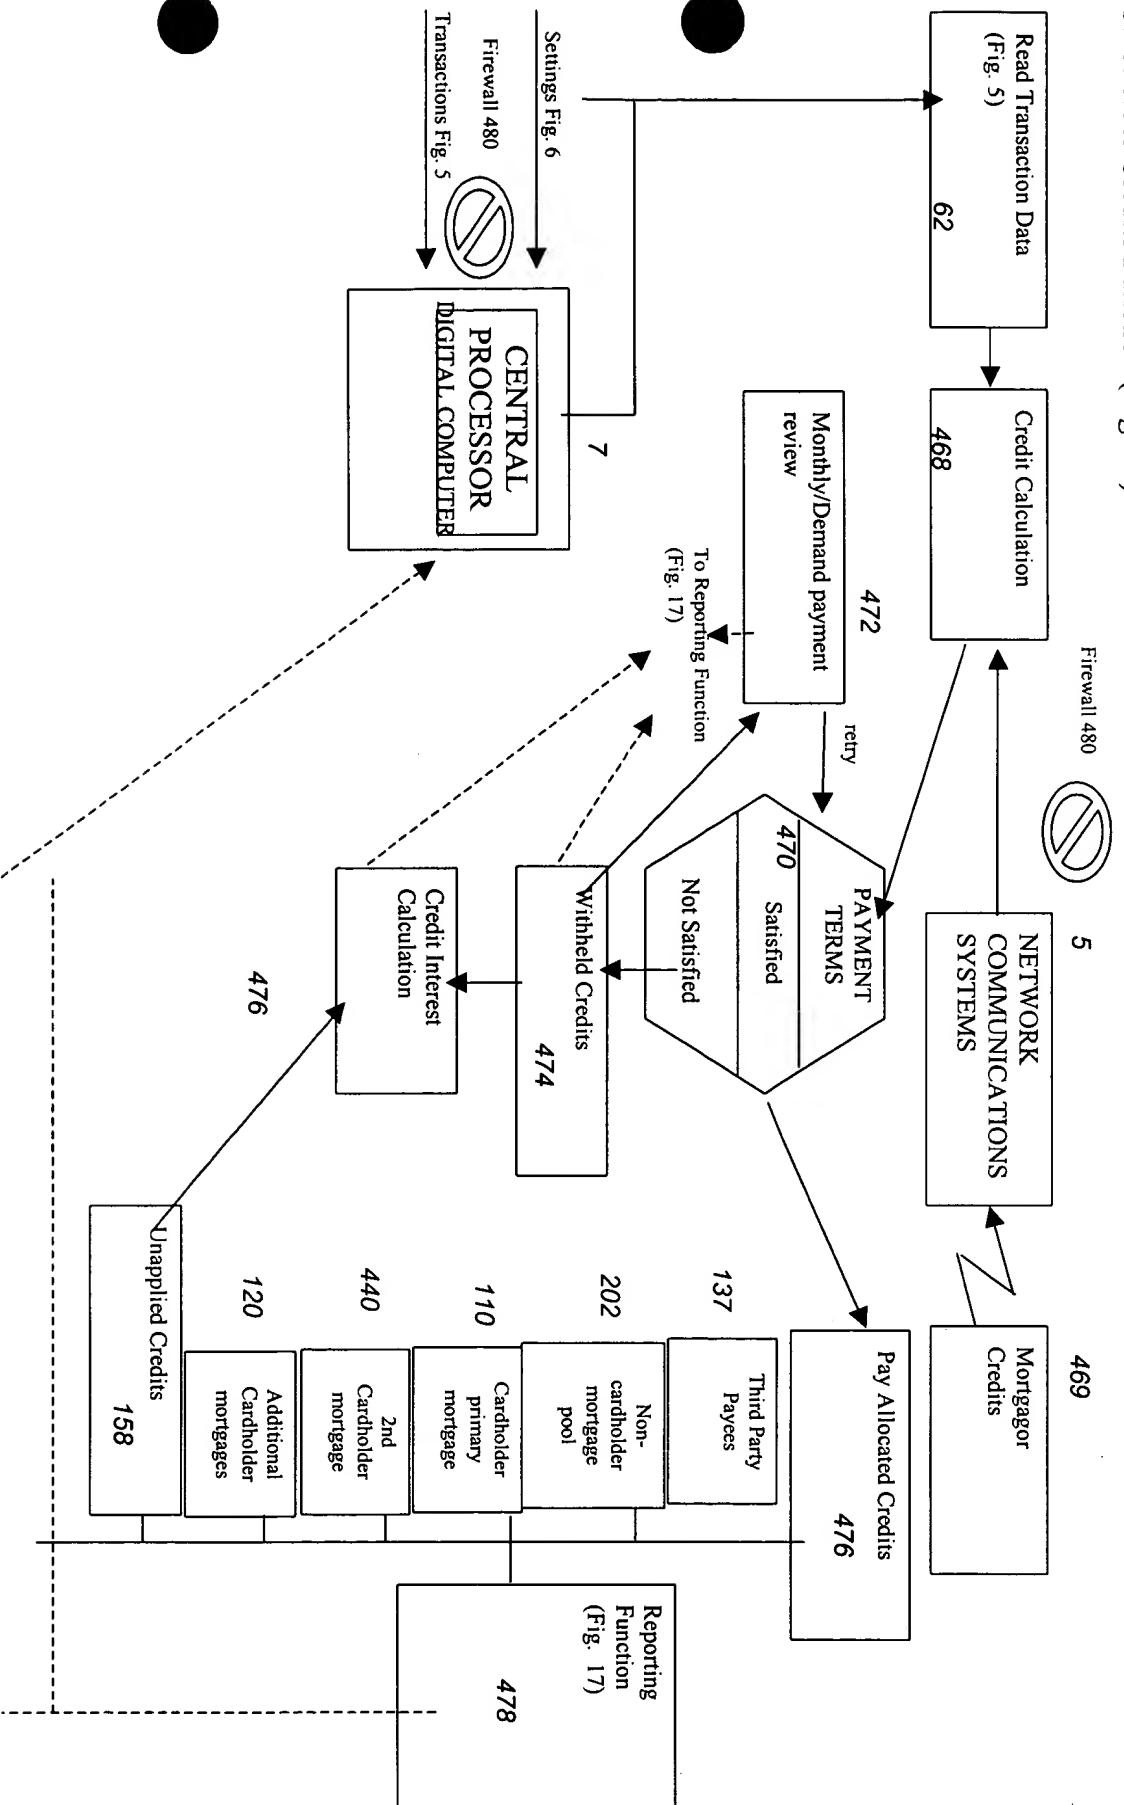 Read Transaction Data
(Fig. 5)
62
Credit Calculation
468
Firewall 480
5
NETWORK
COMMUNICATIONS
SYSTEMS
469
Mortgagor
Credits
Settings Fig. 6
Firewall 480
Transactions Fig. 5
7
CENTRAL
PROCESSOR
DIGITAL COMPUTER
472
Monthly/Demand payment
review
To Reporting Function
(Fig. 17)
retry
PAYMENT
TERMS
470
Satisfied
Not Satisfied
Withheld Credits
474
Credit Interest
Calculation
476
Pay Allocated Credits
476
137
Third Party
Payees
202
Non-
cardholder
mortgage
pool
110
Cardholder
primary
mortgage
440
2nd
Cardholder
mortgage
120
Additional
Cardholder
mortgages
Unapplied Credits
158
Reporting
Function
(Fig. 17)
478